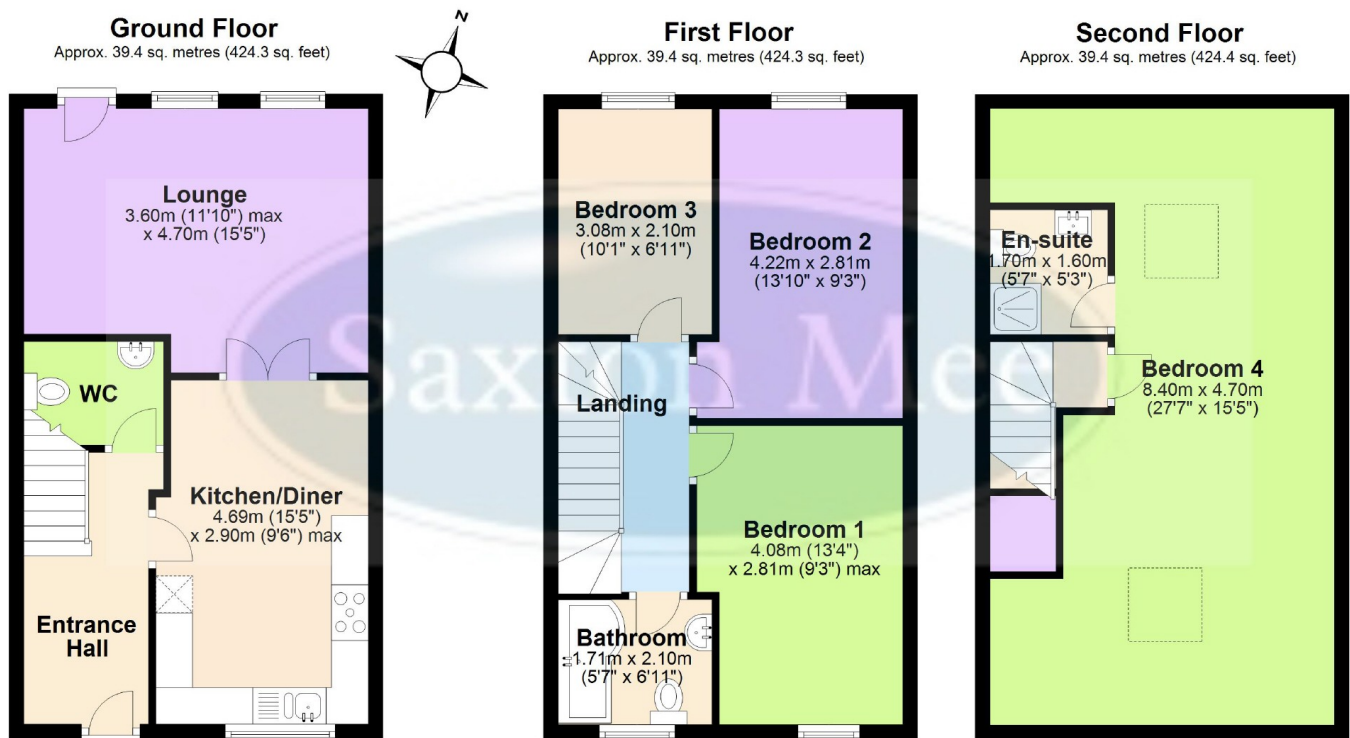 Ground Floor
Approx. 39.4 sq. metres (424.3 sq. feet)
Lounge
3.60m (11'10") max
x 4.70m (15'5")
WC
Kitchen/Diner
4.69m (15'5")
x 2.90m (9'6") max
Entrance
Hall
N
First Floor
Approx. 39.4 sq. metres (424.3 sq. feet)
Bedroom 3
3.08m x 2.10m
(10'1" x 6'11")
Bedroom 2
4.22m x 2.81m
(13'10" x 9'3")
Landing
Bedroom 1
4.08m (13'4")
x 2.81m (9'3") max
Bathroom
1.71m x 2.10m
(5'7" x 6'11")
Second Floor
Approx. 39.4 sq. metres (424.4 sq. feet)
En-suite
1.70m x 1.60m
(5'7" x 5'3")
Bedroom 4
8.40m x 4.70m
(27'7" x 15'5")
Saxton Mee